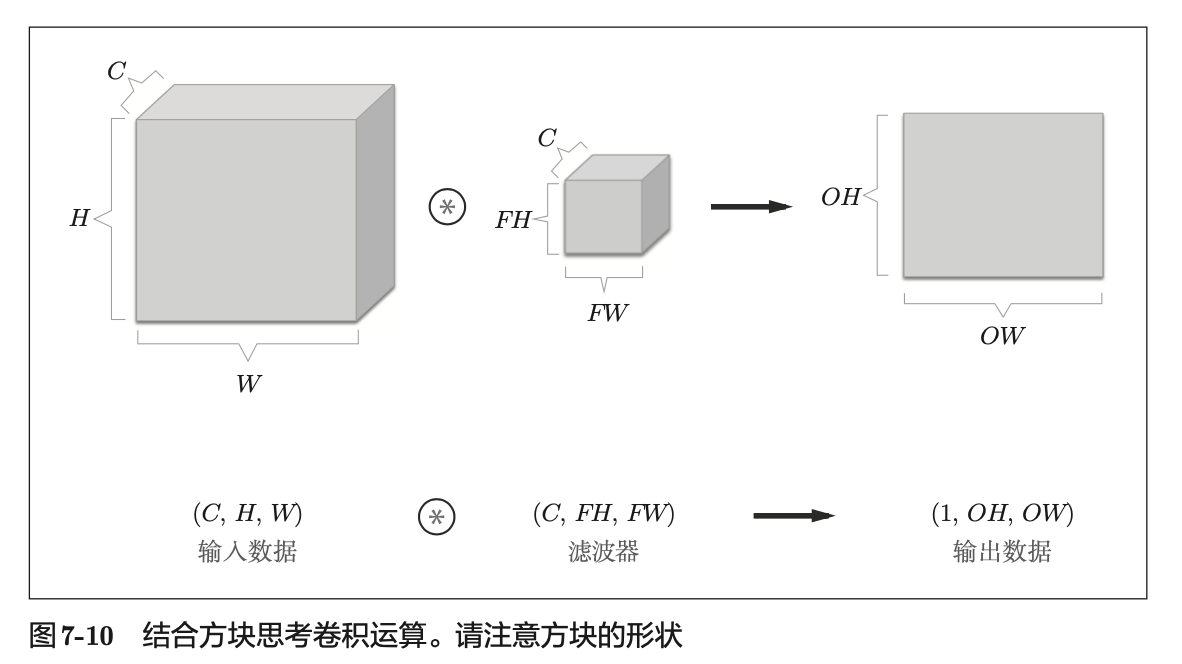 C
H
W
C
FH
FW
OH
OW
(C, H, W) ⊛ (C, FH, FW) (1, OH, OW)
输入数据 滤波器 输出数据
图7-10 结合方块思考卷积运算。请注意方块的形状